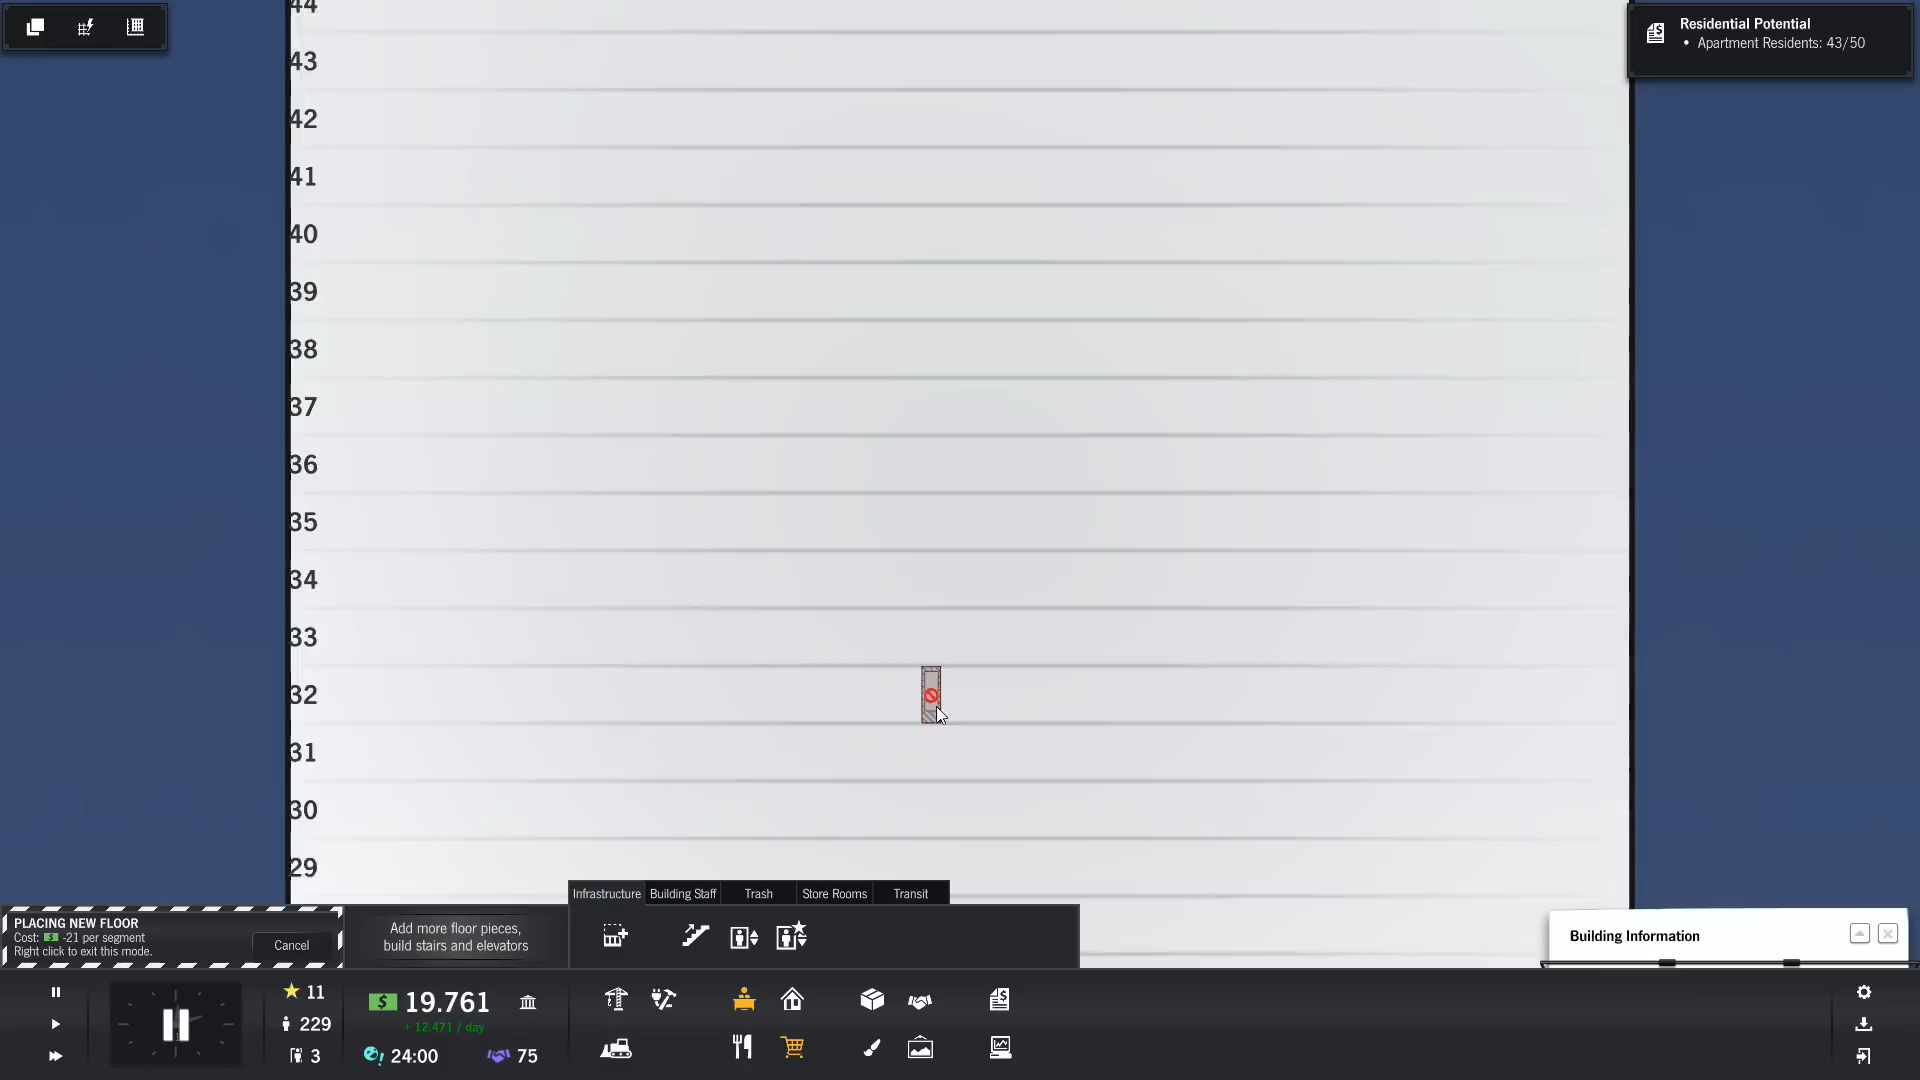 Residential Potential
• Apartment Residents: 43/50
44
43
42
41
40
39
38
37
36
35
34
33
32
31
30
29
Infrastructure
Building Staff
Trash
Store Rooms
Transit
PLACING NEW FLOOR
Cost: $ -21 per segment
Right click to exit this mode.
Cancel
Add more floor pieces,
build stairs and elevators
Building Information
11
229
3
$ 19.761
+ 12.471 / day
24:00
75